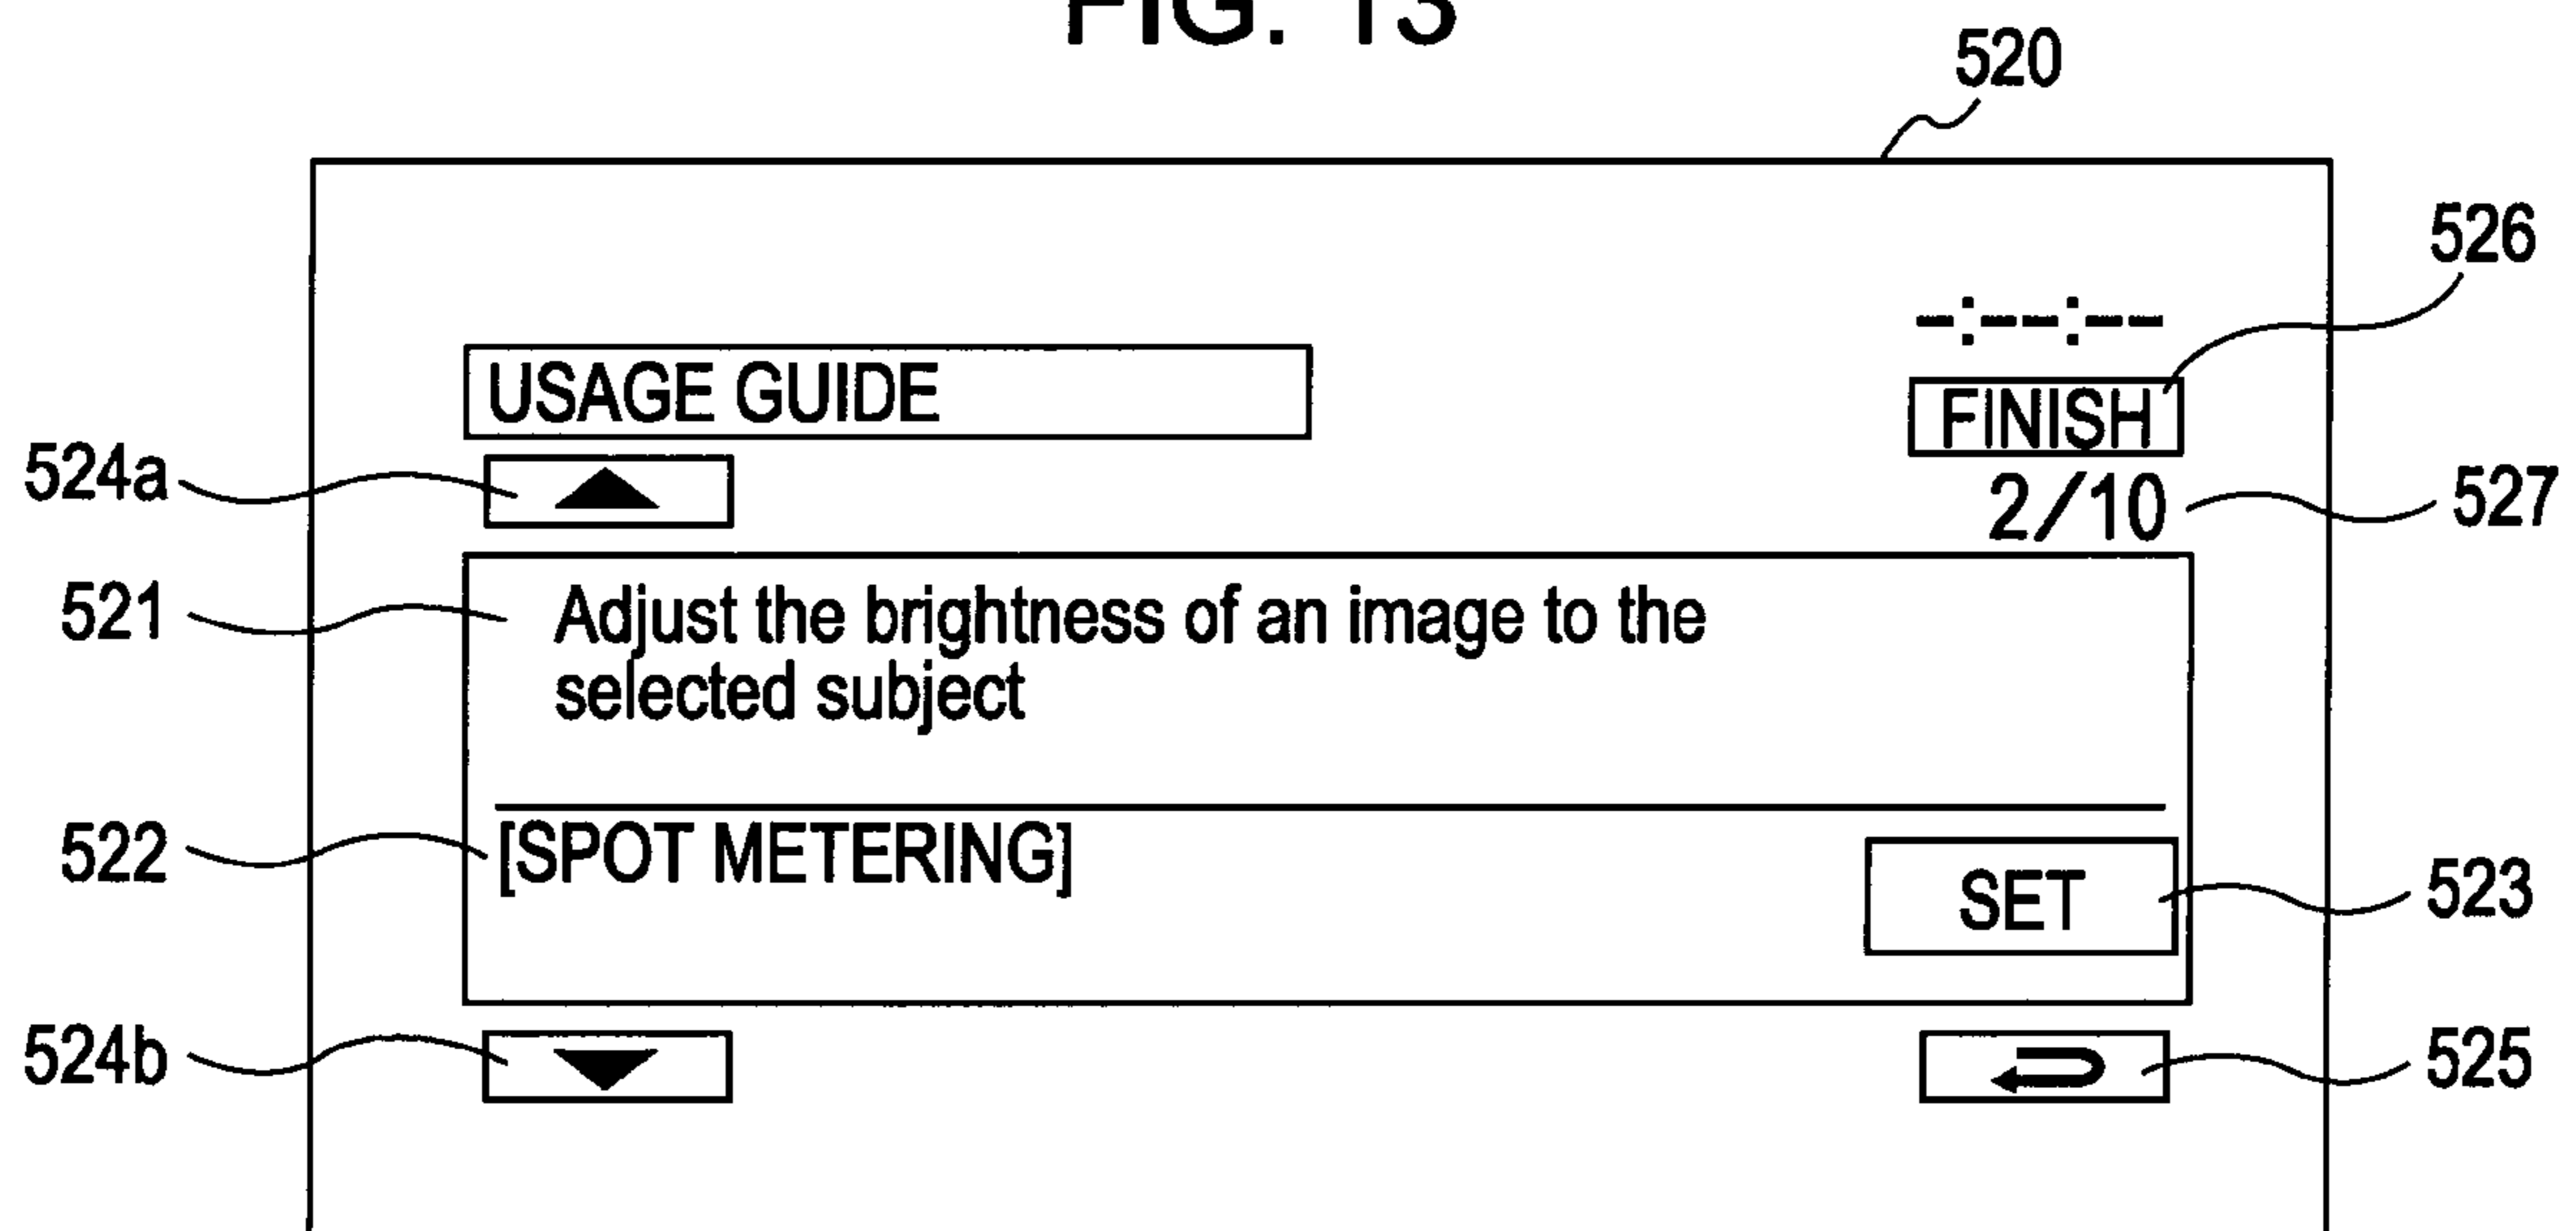 FIG. 13
520
526
-:--:--
USAGE GUIDE
FINISH
524a
2/10
527
521
Adjust the brightness of an image to the
selected subject
522
[SPOT METERING]
SET
523
524b
525